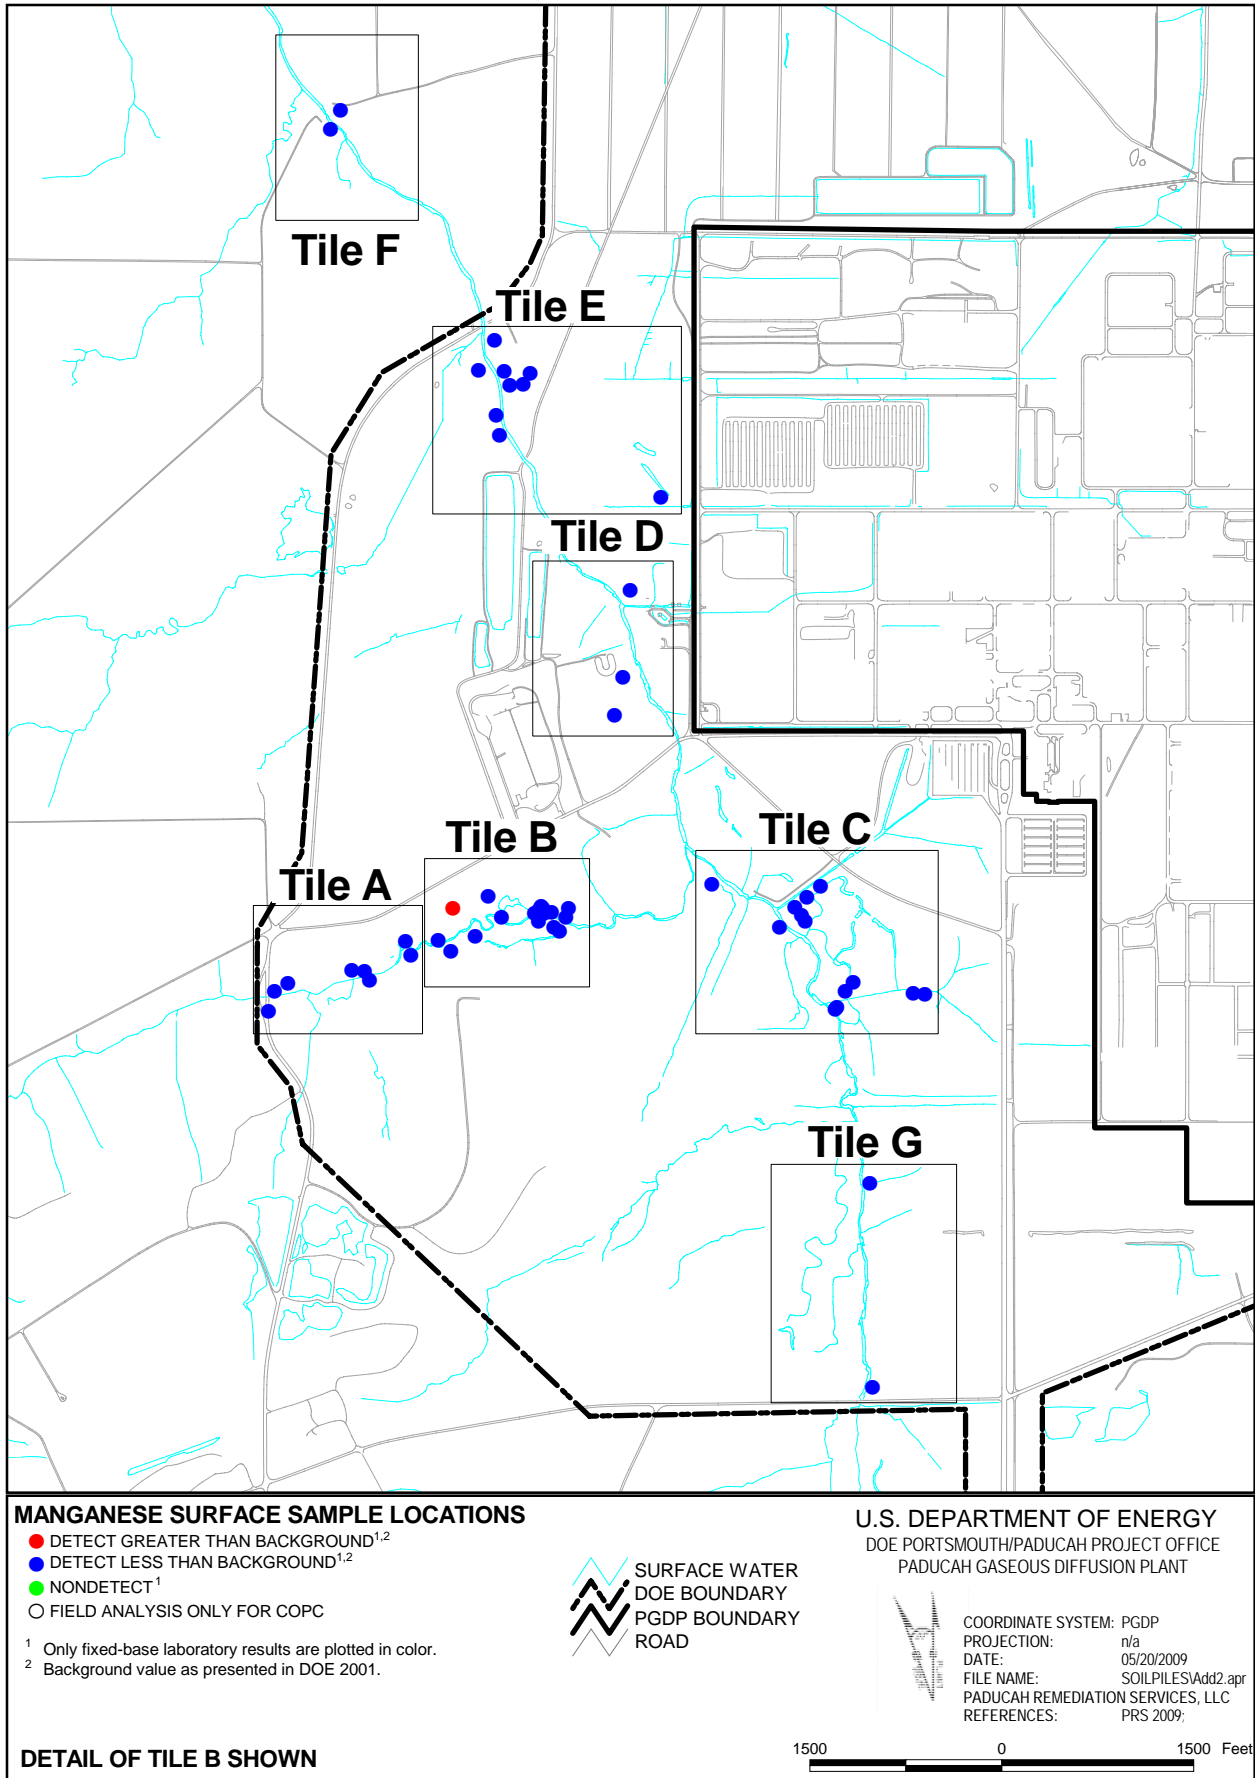 Tile F
Tile E
Tile D
Tile B
Tile C
Tile A
Tile G
MANGANESE SURFACE SAMPLE LOCATIONS
DETECT GREATER THAN BACKGROUND1,2
DETECT LESS THAN BACKGROUND1,2
NONDETECT1
FIELD ANALYSIS ONLY FOR COPC
1 Only fixed-base laboratory results are plotted in color.
2 Background value as presented in DOE 2001.
DETAIL OF TILE B SHOWN
SURFACE WATER
DOE BOUNDARY
PGDP BOUNDARY
ROAD
U.S. DEPARTMENT OF ENERGY
DOE PORTSMOUTH/PADUCAH PROJECT OFFICE
PADUCAH GASEOUS DIFFUSION PLANT
COORDINATE SYSTEM: PGDP
PROJECTION: n/a
DATE: 05/20/2009
FILE NAME: SOILPILES\Add2.apr
PADUCAH REMEDIATION SERVICES, LLC
REFERENCES: PRS 2009;
1500 0 1500 Feet